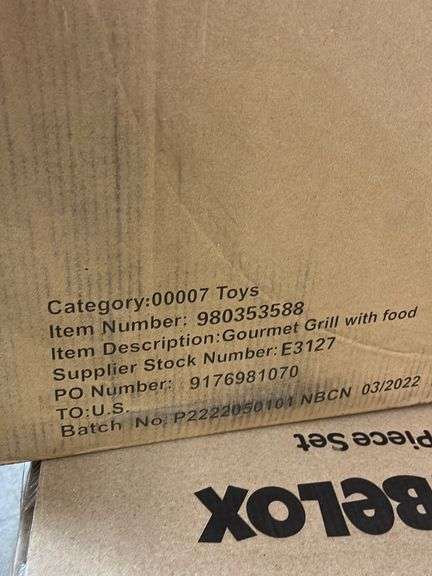 Category:00007 Toys
Item Number: 980353588
Item Description:Gourmet Grill with food
Supplier Stock Number:E3127
PO Number: 9176981070
TO:U.S.
Batch No. P2222050101 NBCN 03/2022
Piece Set
BELOX